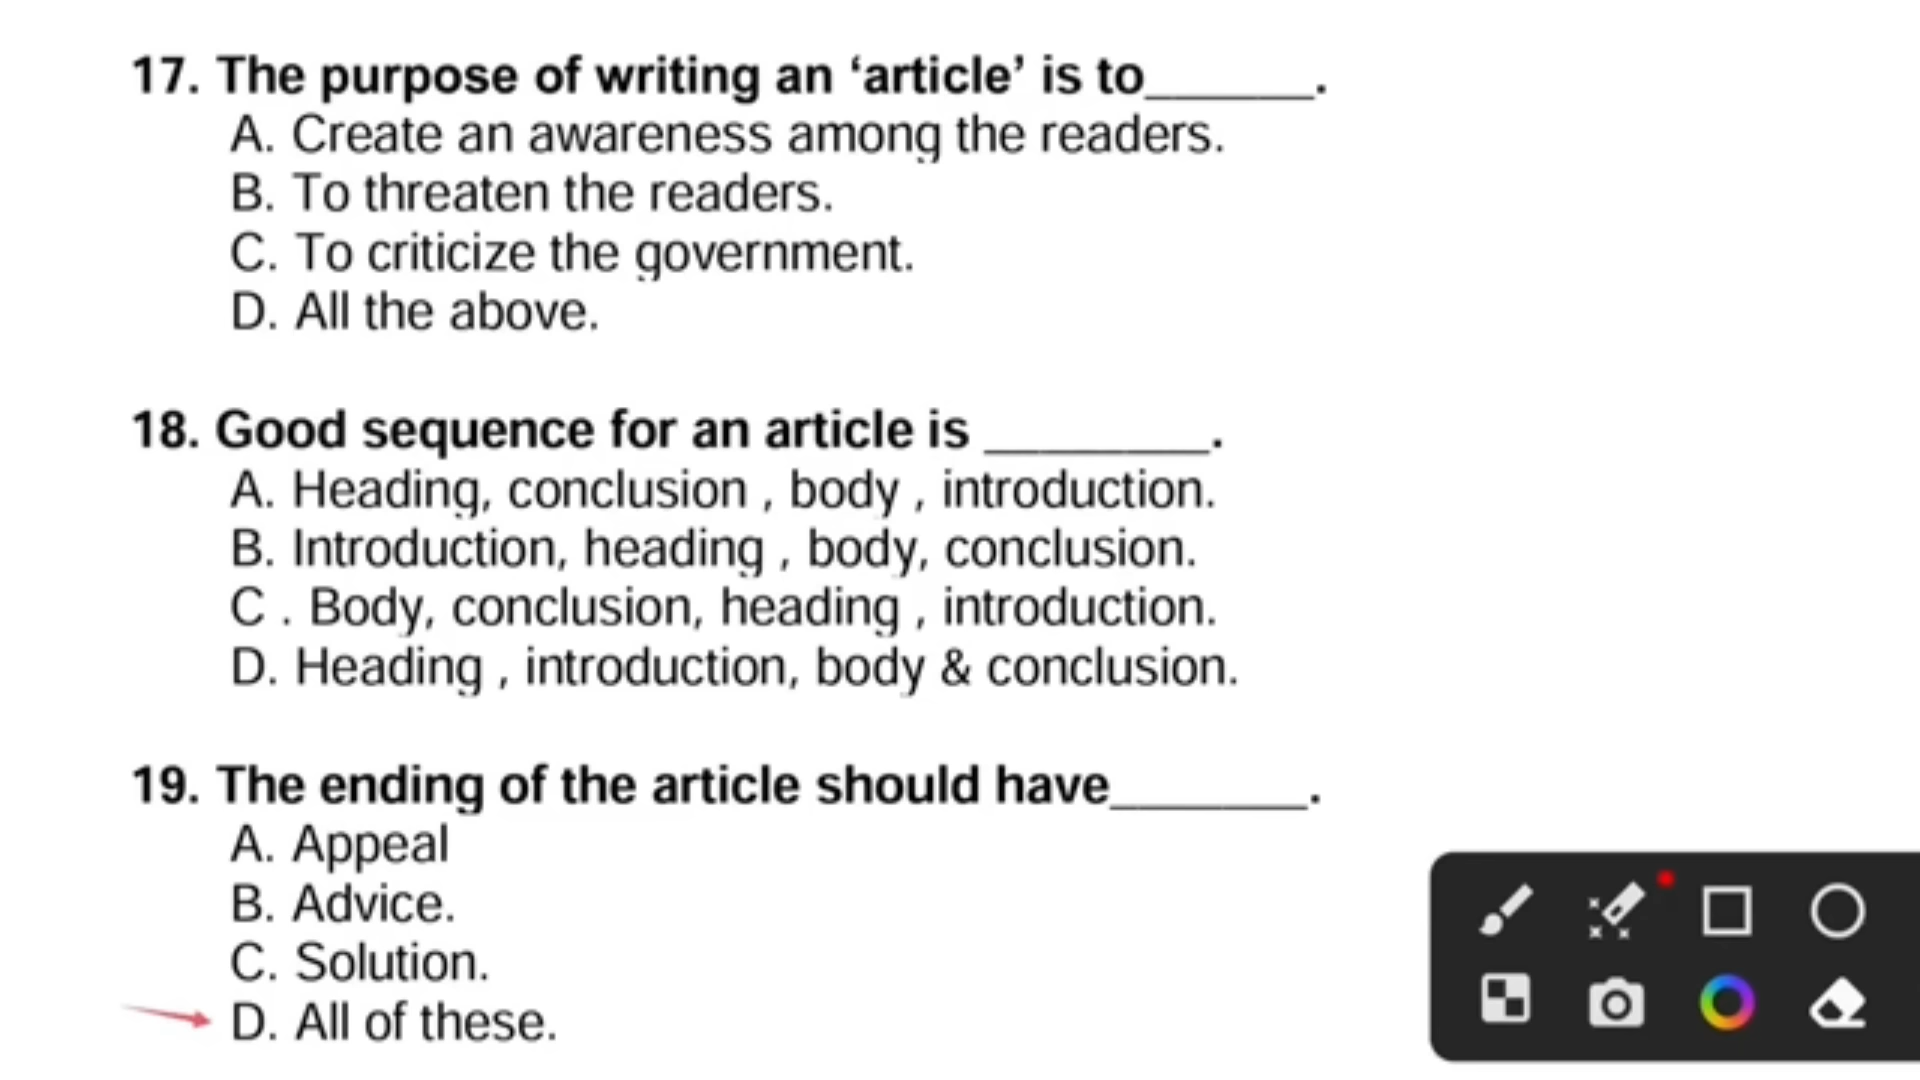 17. The purpose of writing an ‘article’ is to______.
A. Create an awareness among the readers.
B. To threaten the readers.
C. To criticize the government.
D. All the above.
18. Good sequence for an article is ________.
A. Heading, conclusion , body , introduction.
B. Introduction, heading , body, conclusion.
C . Body, conclusion, heading , introduction.
D. Heading , introduction, body & conclusion.
19. The ending of the article should have_______.
A. Appeal
B. Advice.
C. Solution.
D. All of these.